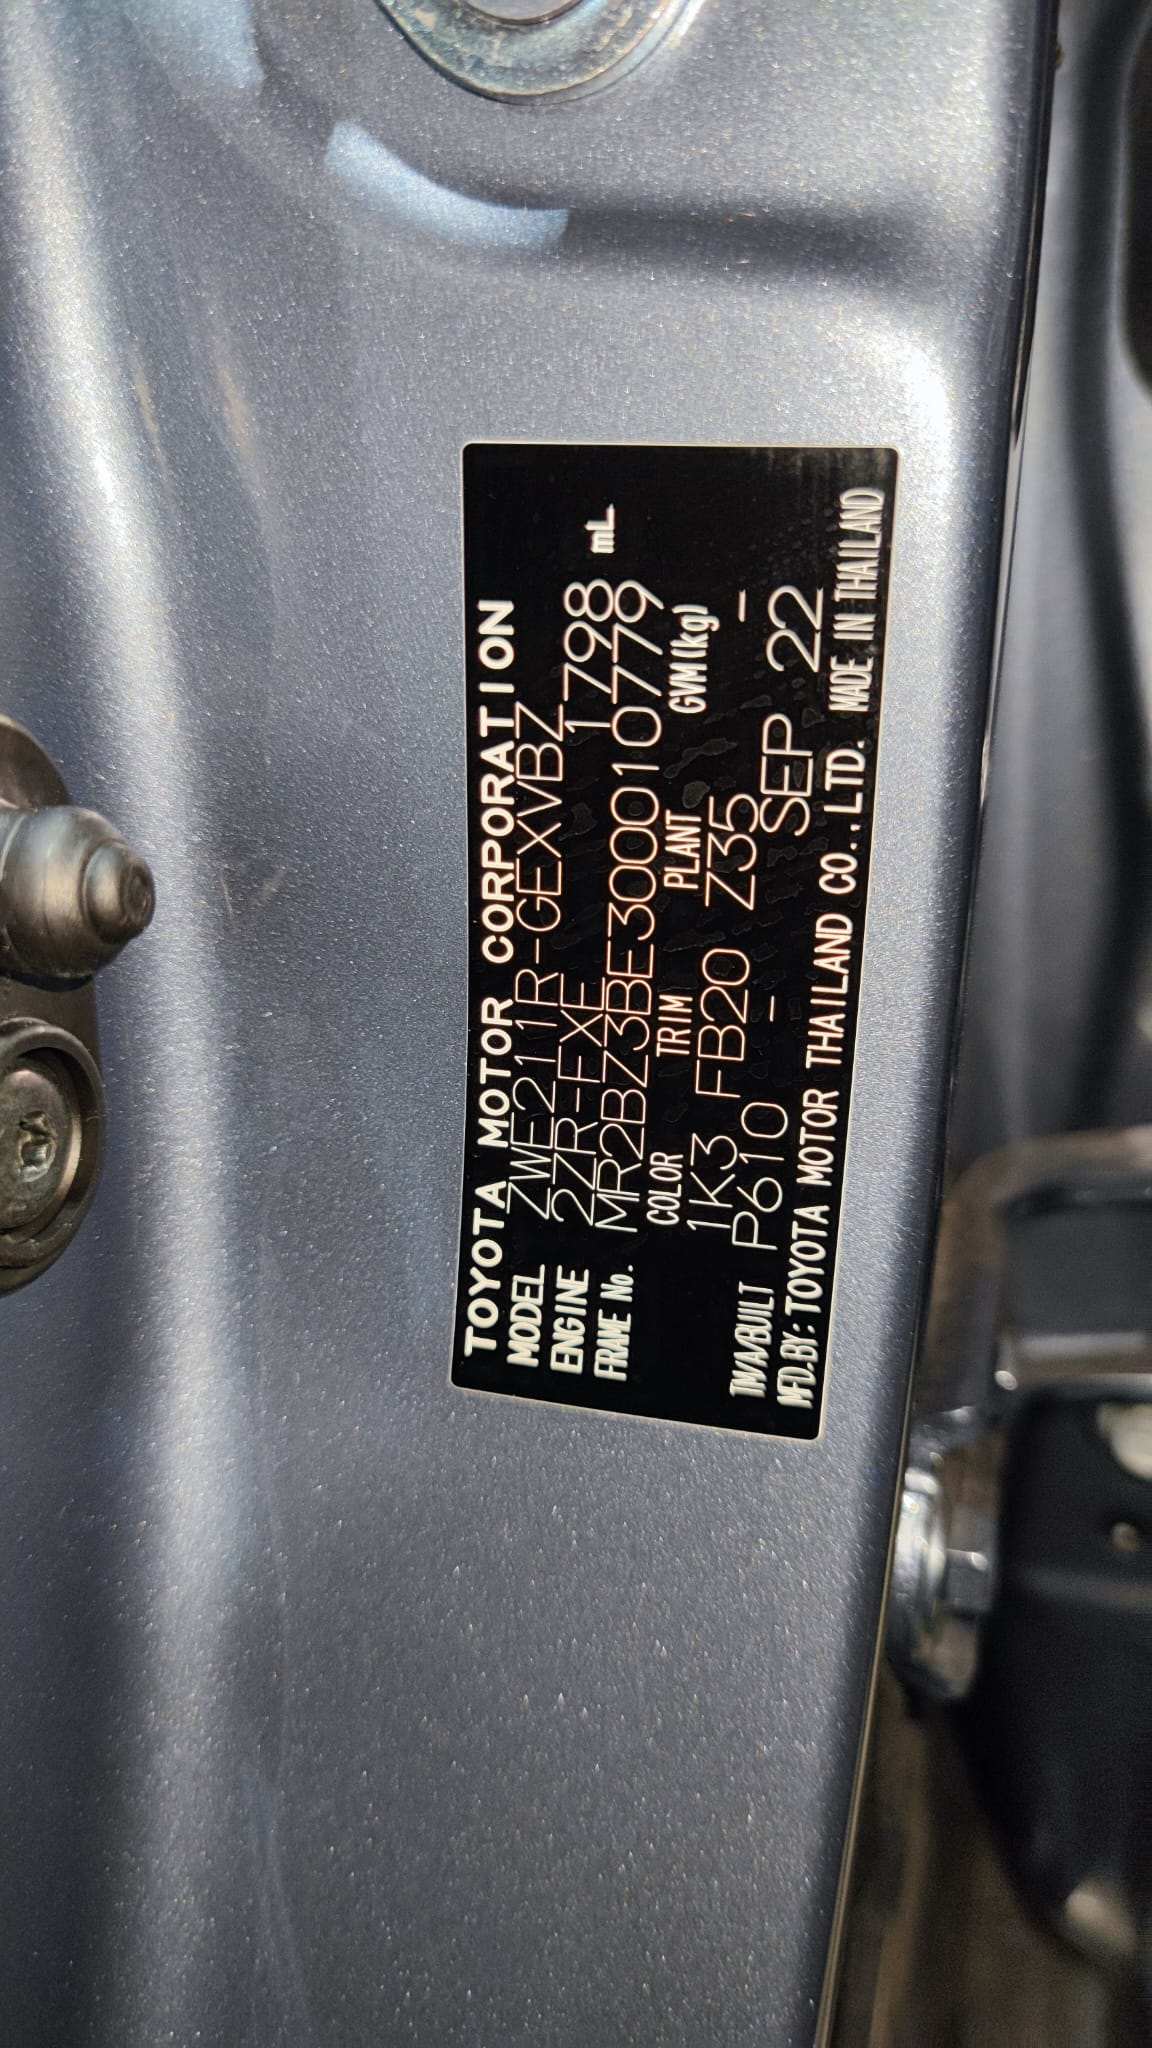 TOYOTA MOTOR CORPORATION
MODEL ZWE211R-GEXVBZ
ENGINE 2ZR-FXE 1798 mL
FRAME No. MR2BZ3BE300010779
COLOR TRIM PLANT GVM(kg)
1K3 FB20 Z35 -
TM/A/BUILT P610 - SEP 22
MFD.BY: TOYOTA MOTOR THAILAND CO.,LTD. MADE IN THAILAND